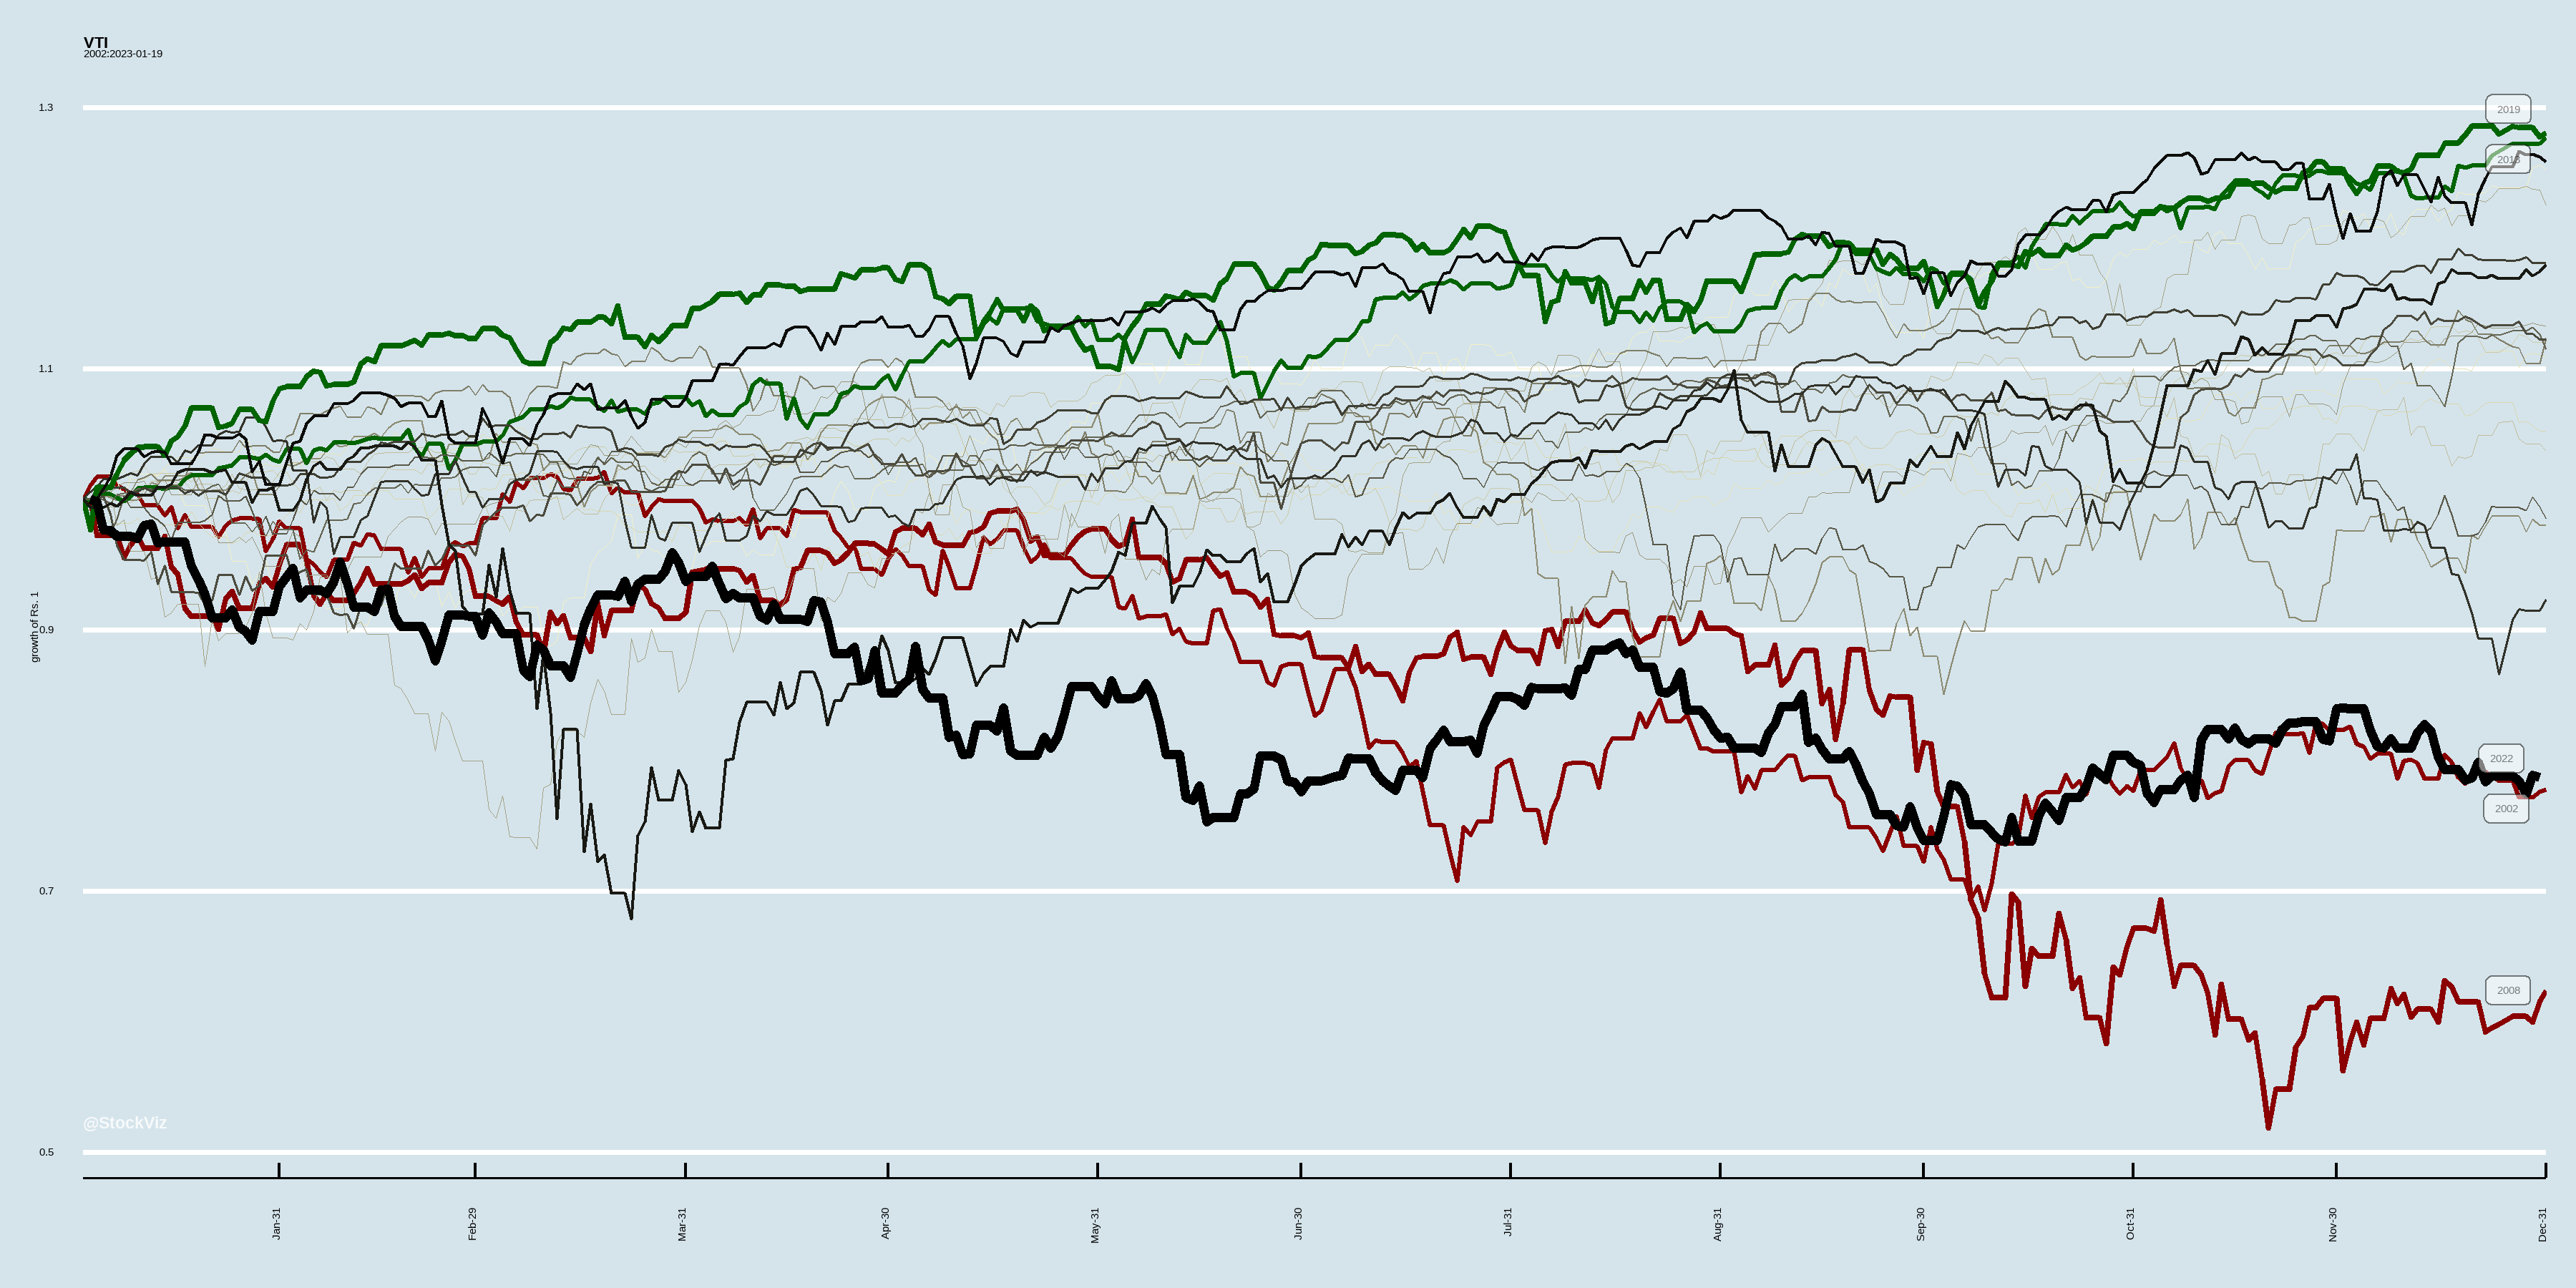 VTI
2002:2023-01-19
1.3
1.1
0.9
0.7
0.5
growth of Rs. 1
2019
2013
2022
2002
2008
@StockViz
Jan-31
Feb-29
Mar-31
Apr-30
May-31
Jun-30
Jul-31
Aug-31
Sep-30
Oct-31
Nov-30
Dec-31